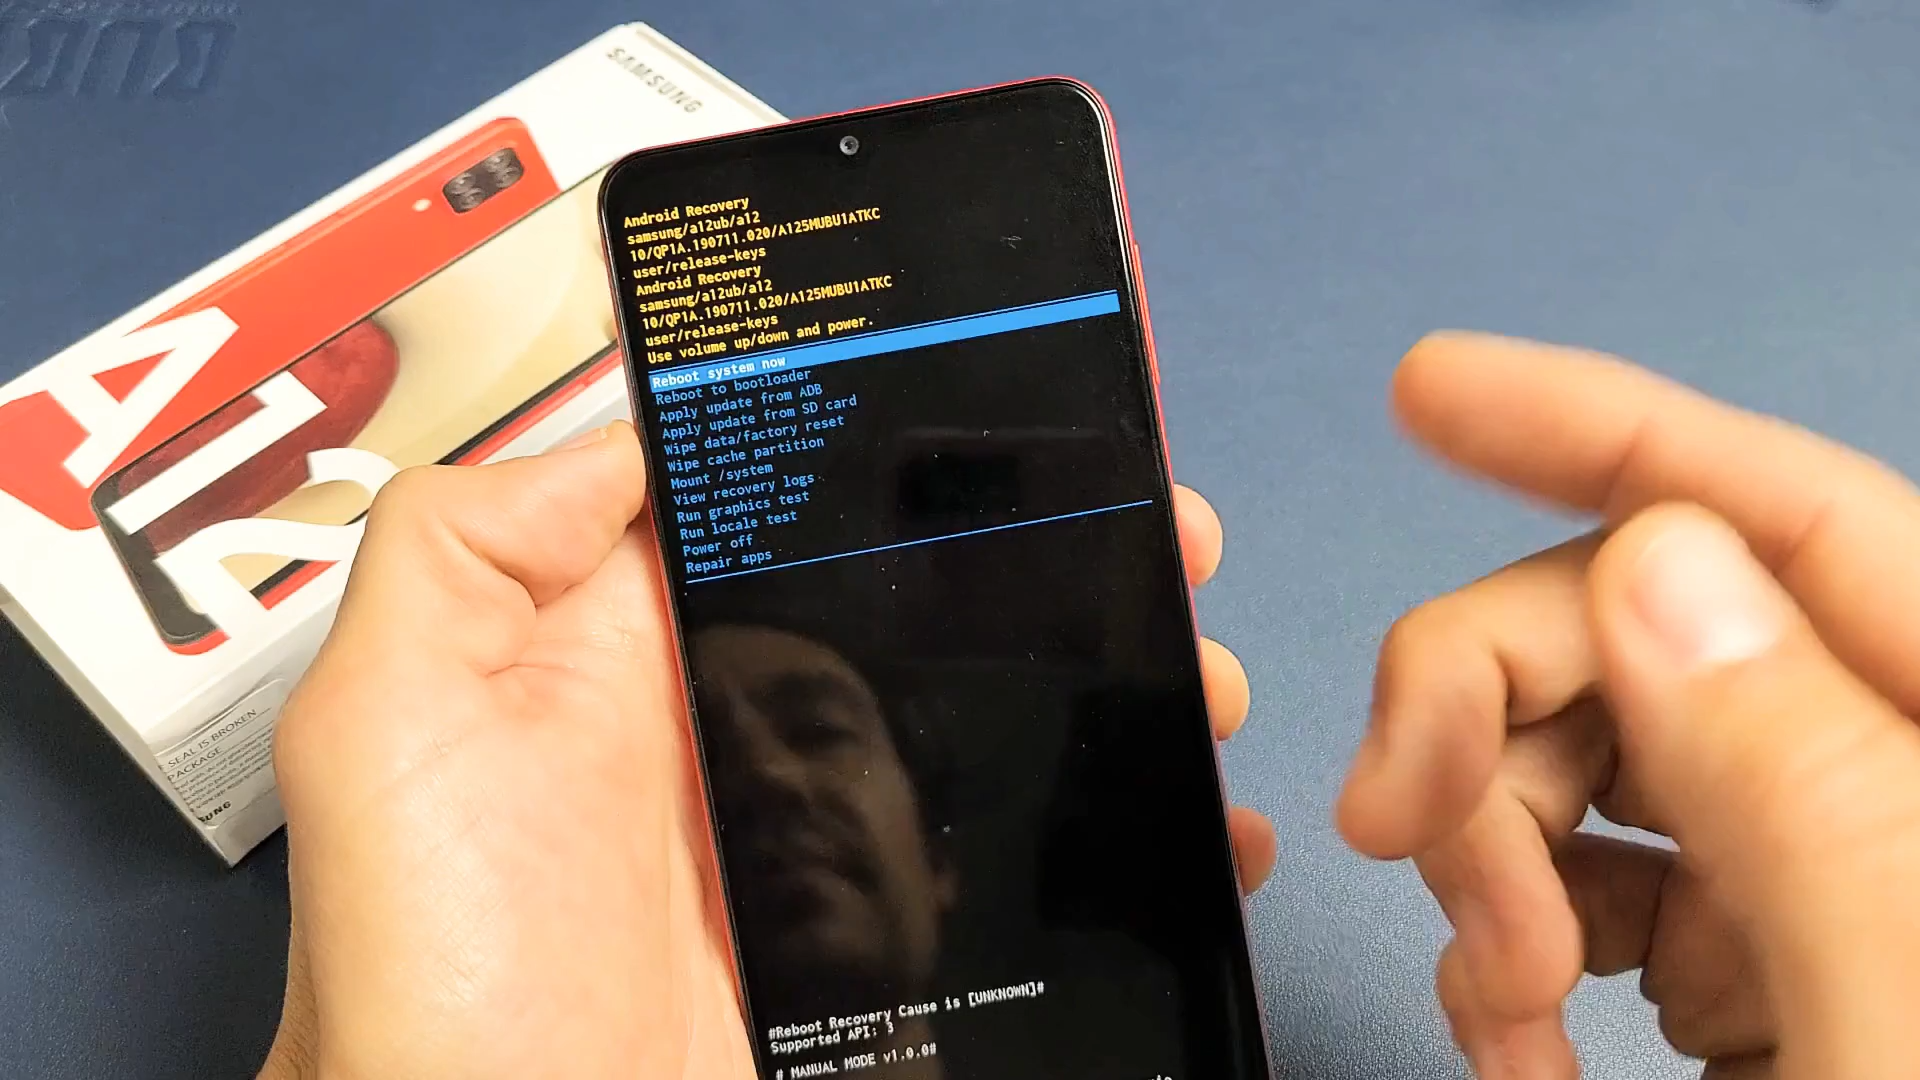 SAMSUNG
A12
Android Recovery
samsung/a12ub/a12
10/QP1A.190711.020/A125MUBU1ATKC
user/release-keys
Android Recovery
samsung/a12ub/a12
10/QP1A.190711.020/A125MUBU1ATKC
user/release-keys
Use volume up/down and power.
Reboot system now
Reboot to bootloader
Apply update from ADB
Apply update from SD card
Wipe data/factory reset
Wipe cache partition
Mount /system
View recovery logs
Run graphics test
Run locale test
Power off
Repair apps
#Reboot Recovery Cause is [UNKNOWN]#
Supported API: 3
# MANUAL MODE v1.0.0#
SEAL IS BROKEN
PACKAGE